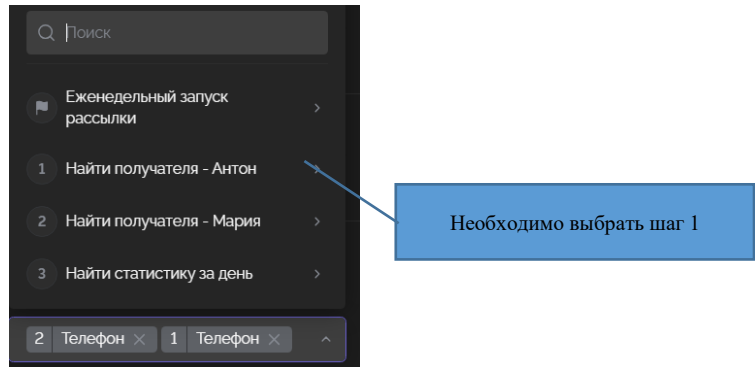 Поиск
Еженедельный запуск
рассылки
1 Найти получателя - Антон
2 Найти получателя - Мария
3 Найти статистику за день
2 Телефон 1 Телефон
Необходимо выбрать шаг 1